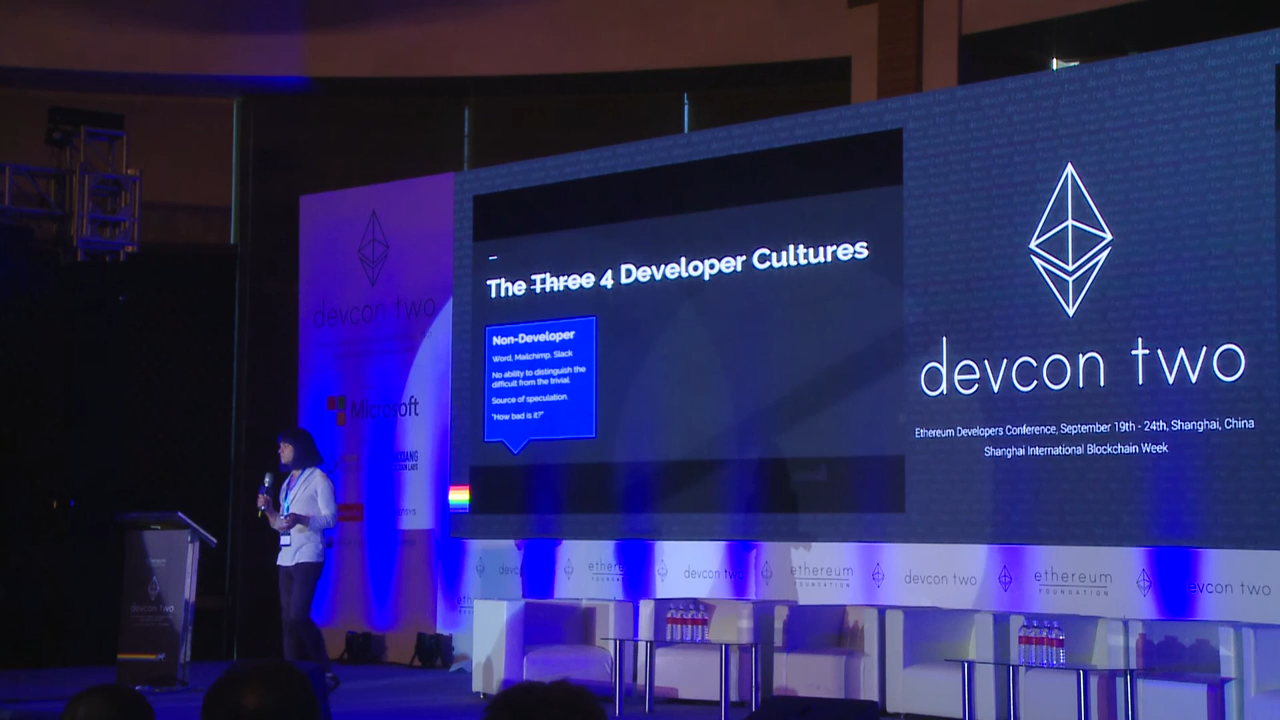 The Three 4 Developer Cultures
Non-Developer
Word, Mailchimp, Slack
No ability to distinguish the
difficult from the trivial.
Source of speculation.
"How bad is it?"
devcon two
Ethereum Developers Conference, September 19th - 24th, Shanghai, China
Shanghai International Blockchain Week
devcon two
Microsoft
devcon two
ethereum
FOUNDATION
devcon two
ethereum
FOUNDATION
devcon two
ethereum
FOUNDATION
devcon two
devcon two